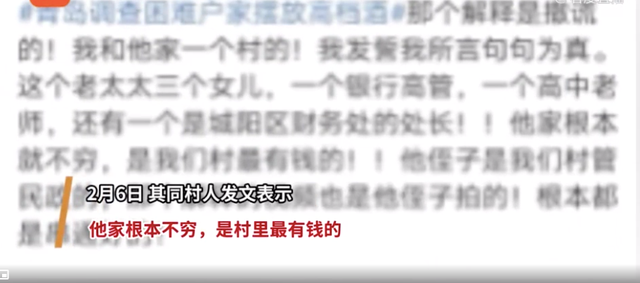 #青岛调查困难户家摆放高档酒#那个解释是撒谎
的！我和他家一个村的！我发誓我所言句句为真。
这个老太太三个女儿，一个银行高管，一个高中老
师，还有一个是城阳区财务处的处长！！他家根本
就不穷，是我们村最有钱的！！他侄子是我们村管
民政的，
频也是他侄子拍的！根本都
是串通好的！
2月6日 其同村人发文表示
他家根本不穷，是村里最有钱的